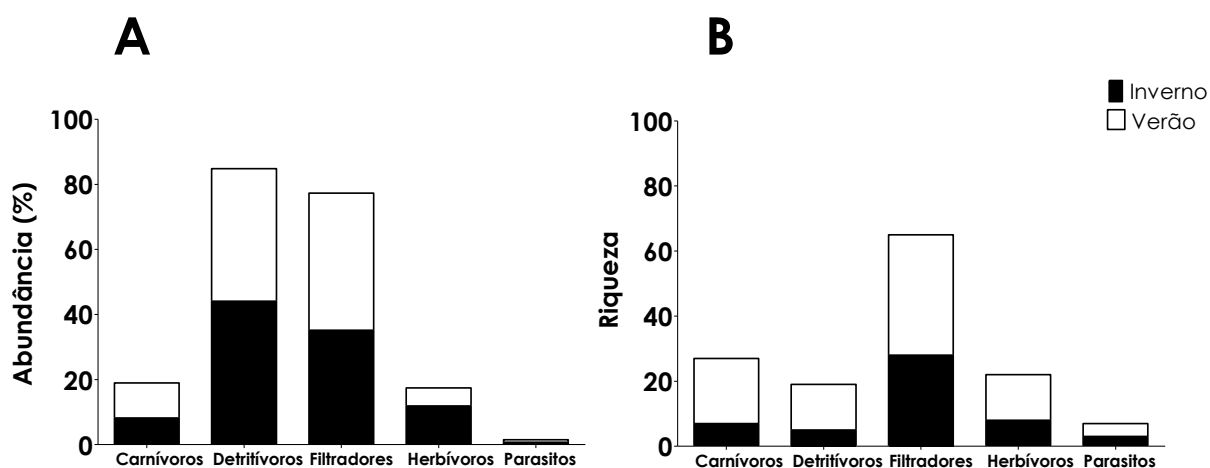 A
Abundância (%)
100
80
60
40
20
0
Carnívoros Detritívoros Filtradores Herbívoros Parasitos
B
Inverno
Verão
Riqueza
100
80
60
40
20
0
Carnívoros Detritívoros Filtradores Herbívoros Parasitos